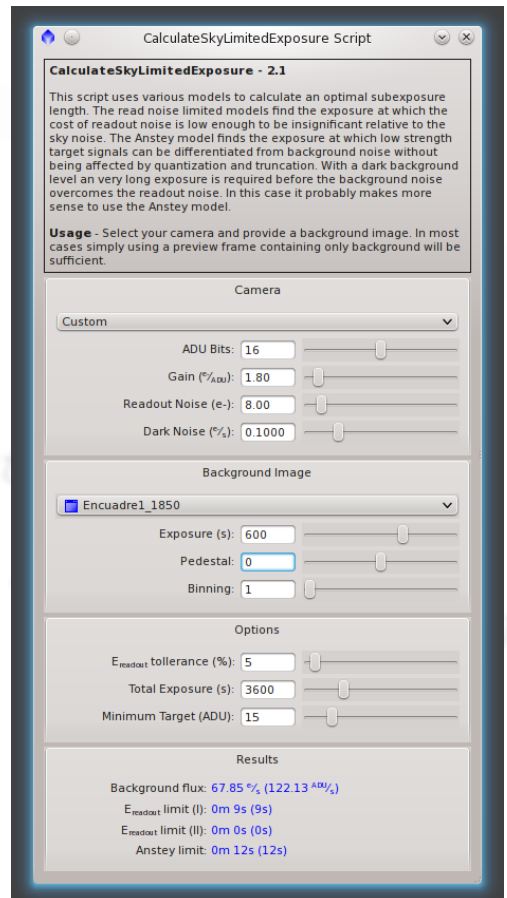 CalculateSkyLimitedExposure Script
CalculateSkyLimitedExposure - 2.1
This script uses various models to calculate an optimal subexposure
length. The read noise limited models find the exposure at which the
cost of readout noise is low enough to be insignificant relative to the
sky noise. The Anstey model finds the exposure at which low strength
target signals can be differentiated from background noise without
being affected by quantization and truncation. With a dark background
level an very long exposure is required before the background noise
overcomes the readout noise. In this case it probably makes more
sense to use the Anstey model.
Usage - Select your camera and provide a background image. In most
cases simply using a preview frame containing only background will be
sufficient.
Camera
Custom
ADU Bits: 16
Gain (e/ADU): 1.80
Readout Noise (e-): 8.00
Dark Noise (e/s): 0.1000
Background Image
Encuadre1_1850
Exposure (s): 600
Pedestal: 0
Binning: 1
Options
Ereadout tollerance (%): 5
Total Exposure (s): 3600
Minimum Target (ADU): 15
Results
Background flux: 67.85 e/s (122.13 ADU/s)
Ereadout limit (I): 0m 9s (9s)
Ereadout limit (II): 0m 0s (0s)
Anstey limit: 0m 12s (12s)